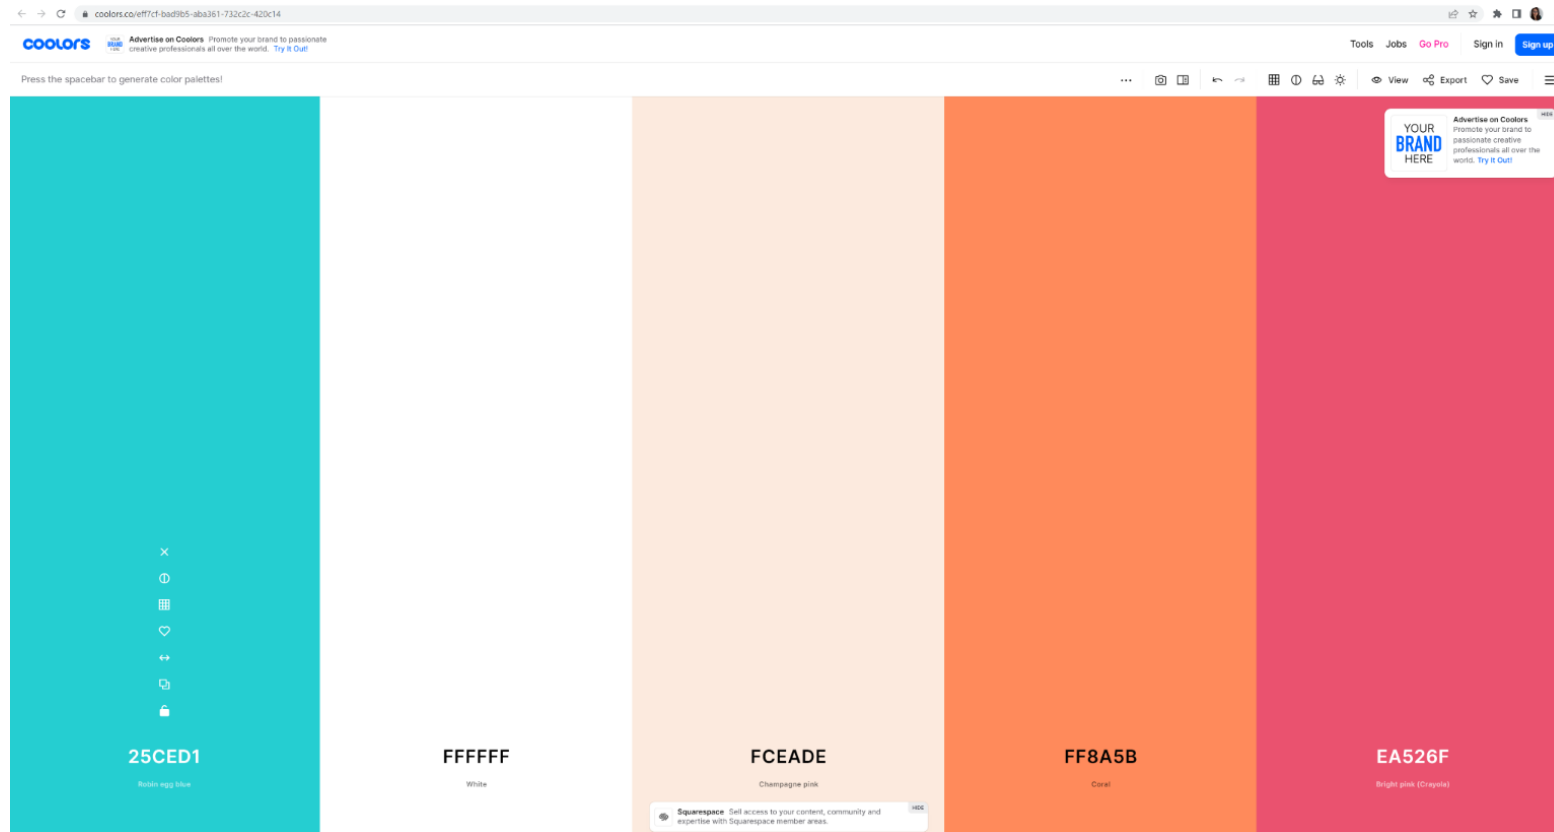 coolors.co/eff7cf-bad9b5-aba361-732c2c-420c14
coolors
YOUR
BRAND
HERE
Advertise on Coolors Promote your brand to passionate
creative professionals all over the world. Try It Out!
Tools Jobs Go Pro Sign in Sign up
Press the spacebar to generate color palettes!
View Export Save
YOUR
BRAND
HERE
HIDE
Advertise on Coolors
Promote your brand to
passionate creative
professionals all over the
world. Try It Out!
25CED1
Robin egg blue
FFFFFF
White
FCEADE
Champagne pink
FF8A5B
Coral
EA526F
Bright pink (Crayola)
Squarespace Sell access to your content, community and
expertise with Squarespace member areas.
HIDE